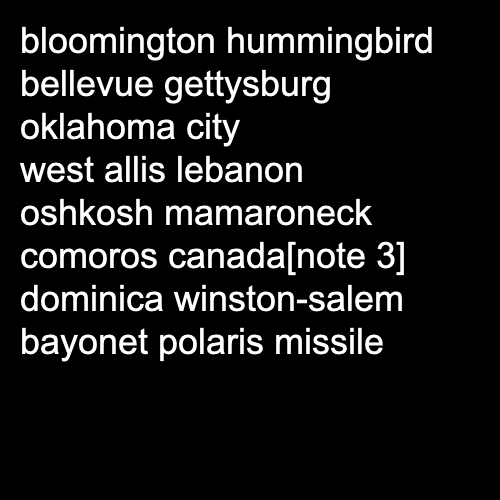 bloomington hummingbird
bellevue gettysburg
oklahoma city
west allis lebanon
oshkosh mamaroneck
comoros canada[note 3]
dominica winston-salem
bayonet polaris missile